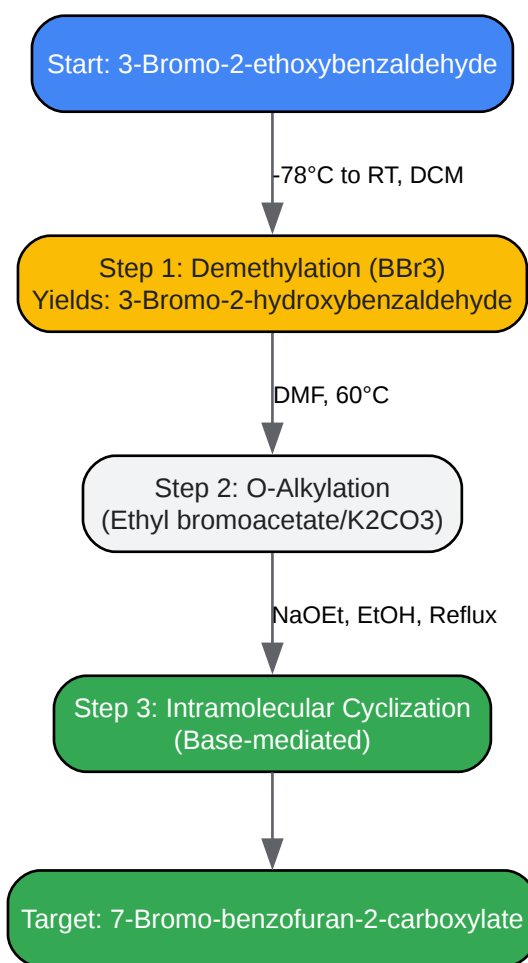 Start: 3-Bromo-2-ethoxybenzaldehyde
-78°C to RT, DCM
Step 1: Demethylation (BBr3)
Yields: 3-Bromo-2-hydroxybenzaldehyde
DMF, 60°C
Step 2: O-Alkylation
(Ethyl bromoacetate/K2CO3)
NaOEt, EtOH, Reflux
Step 3: Intramolecular Cyclization
(Base-mediated)
Target: 7-Bromo-benzofuran-2-carboxylate